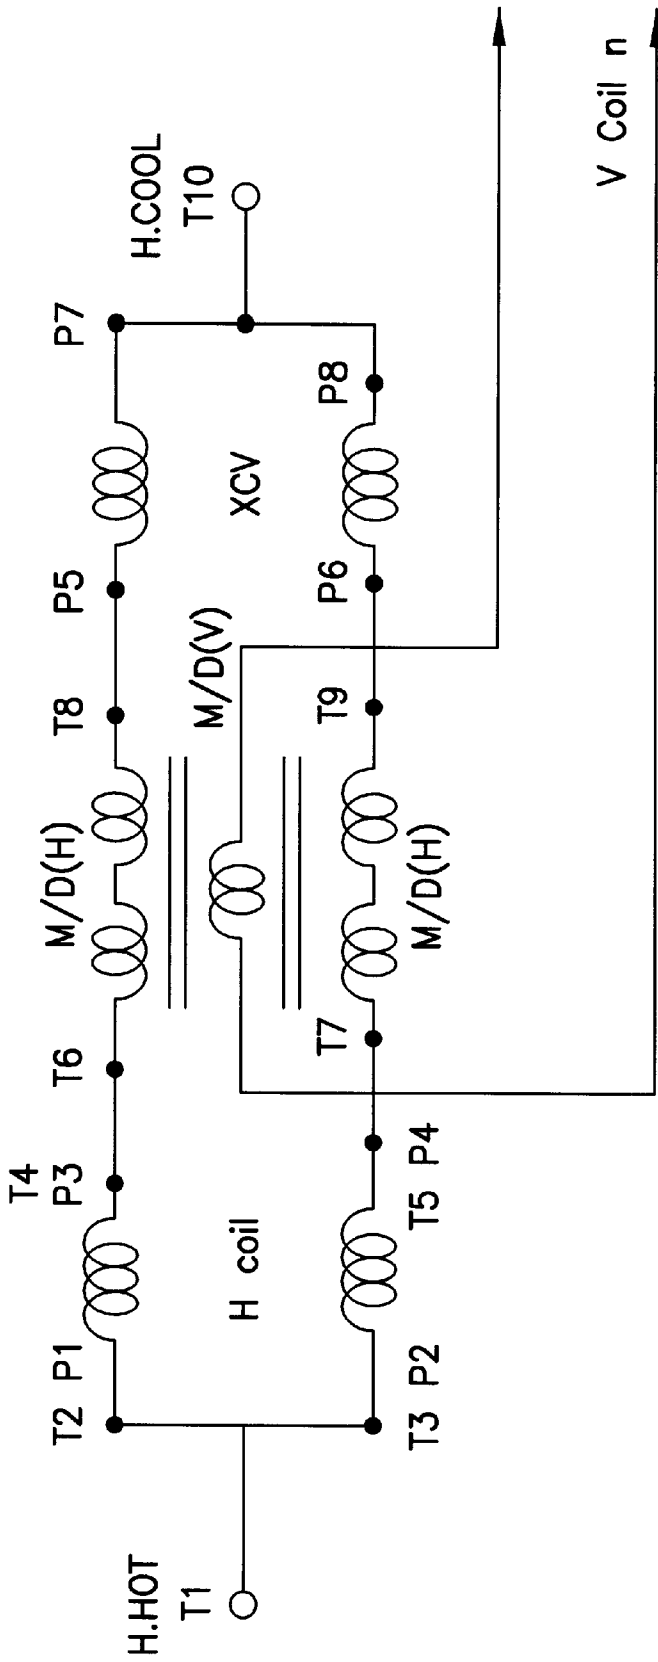 H.HOT
T1
T2 P1
T3 P2
H coil
T4
P3
T5 P4
T6
T7
M/D(H)
M/D(H)
M/D(V)
T8
T9
P5
P6
XCV
P7
P8
H.COOL
T10
V Coil n